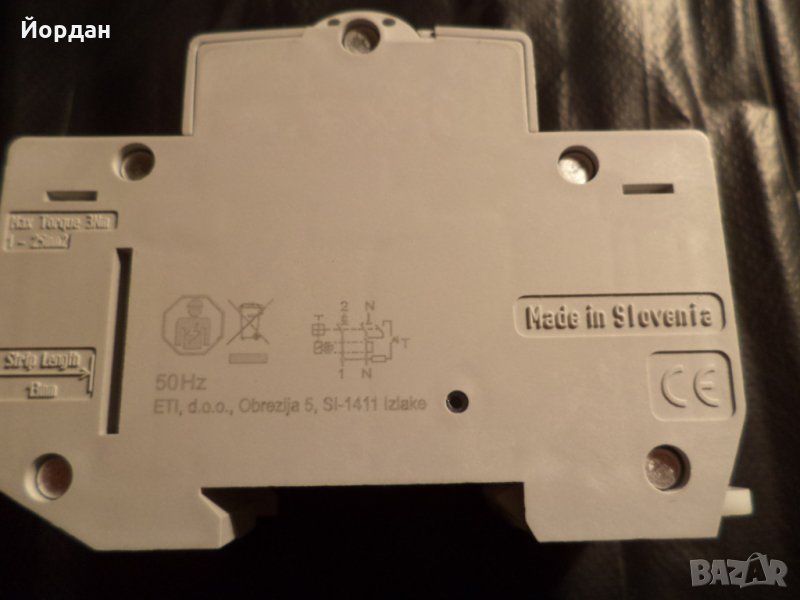 Йордан
Max Torque 3Nm
1 - 25mm2
2 N
T
T
1 N
Made in Slovenia
Strip Length
50Hz
ETI, d.o.o., Obrezija 5, SI-1411 Izlake
CE
BAZAR